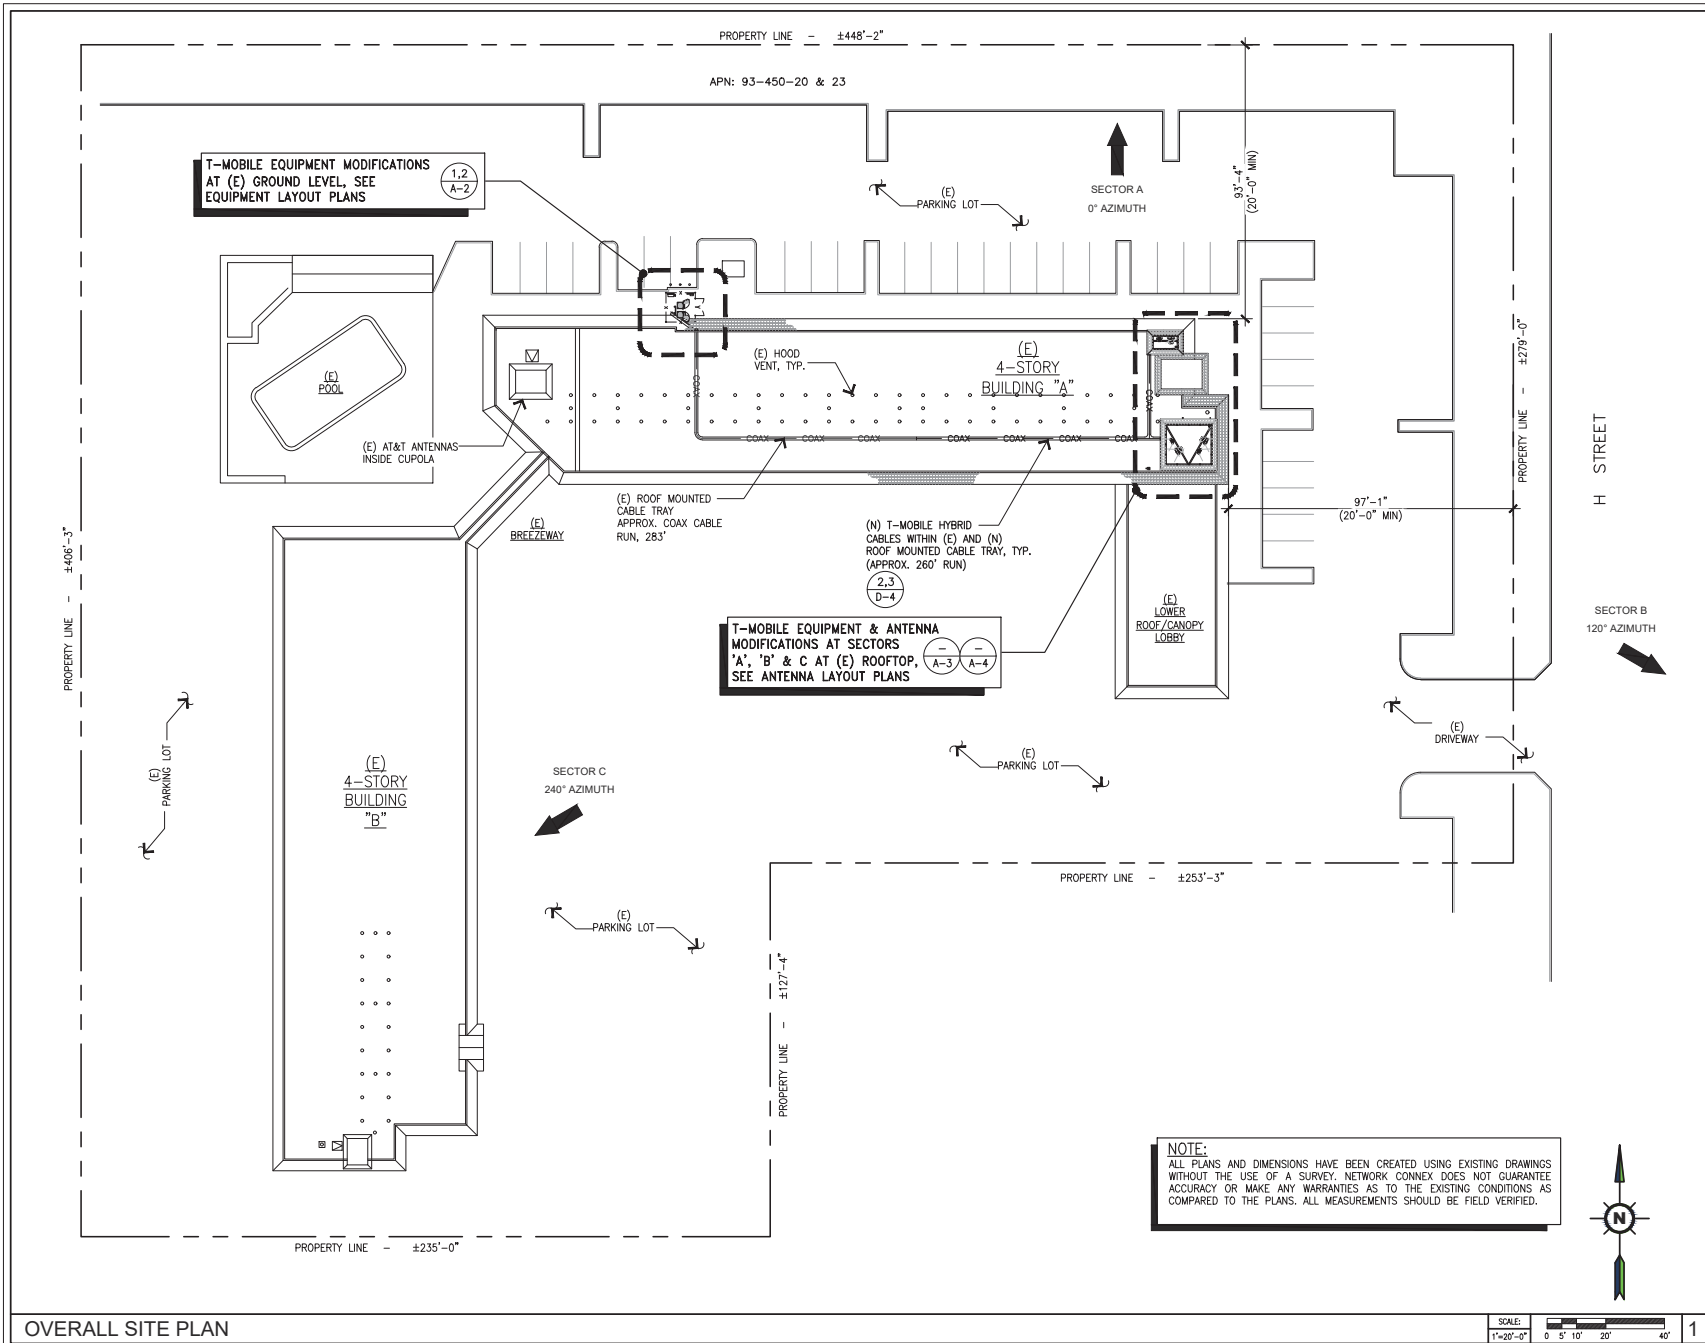 PROPERTY LINE - ±448'-2"
APN: 93-450-20 & 23
T-MOBILE EQUIPMENT MODIFICATIONS
AT (E) GROUND LEVEL, SEE
EQUIPMENT LAYOUT PLANS
1,2
A-2
(E)
PARKING LOT
SECTOR A
0° AZIMUTH
93'-4"
(20'-0" MIN)
(E)
POOL
(E) HOOD
VENT, TYP.
(E)
4-STORY
BUILDING "A"
COAX
COAX
PROPERTY LINE - ±279'-0"
H STREET
(E) AT&T ANTENNAS
INSIDE CUPOLA
COAX
COAX
COAX
COAX
COAX
COAX
COAX
(E) ROOF MOUNTED
CABLE TRAY
APPROX. COAX CABLE
RUN, 283'
(E)
BREEZEWAY
(N) T-MOBILE HYBRID
CABLES WITHIN (E) AND (N)
ROOF MOUNTED CABLE TRAY, TYP.
(APPROX. 260' RUN)
2,3
D-4
97'-1"
(20'-0" MIN)
PROPERTY LINE - ±406'-3"
T-MOBILE EQUIPMENT & ANTENNA
MODIFICATIONS AT SECTORS
'A', 'B' & C AT (E) ROOFTOP,
SEE ANTENNA LAYOUT PLANS
-
A-3
-
A-4
(E)
LOWER
ROOF/CANOPY
LOBBY
SECTOR B
120° AZIMUTH
(E)
PARKING LOT
(E)
4-STORY
BUILDING
"B"
SECTOR C
240° AZIMUTH
(E)
PARKING LOT
(E)
DRIVEWAY
PROPERTY LINE - ±253'-3"
(E)
PARKING LOT
PROPERTY LINE - ±127'-4"
NOTE:
ALL PLANS AND DIMENSIONS HAVE BEEN CREATED USING EXISTING DRAWINGS
WITHOUT THE USE OF A SURVEY. NETWORK CONNEX DOES NOT GUARANTEE
ACCURACY OR MAKE ANY WARRANTIES AS TO THE EXISTING CONDITIONS AS
COMPARED TO THE PLANS. ALL MEASUREMENTS SHOULD BE FIELD VERIFIED.
N
PROPERTY LINE - ±235'-0"
OVERALL SITE PLAN
SCALE:
1"=20'-0"
0 5' 10' 20' 40'
1